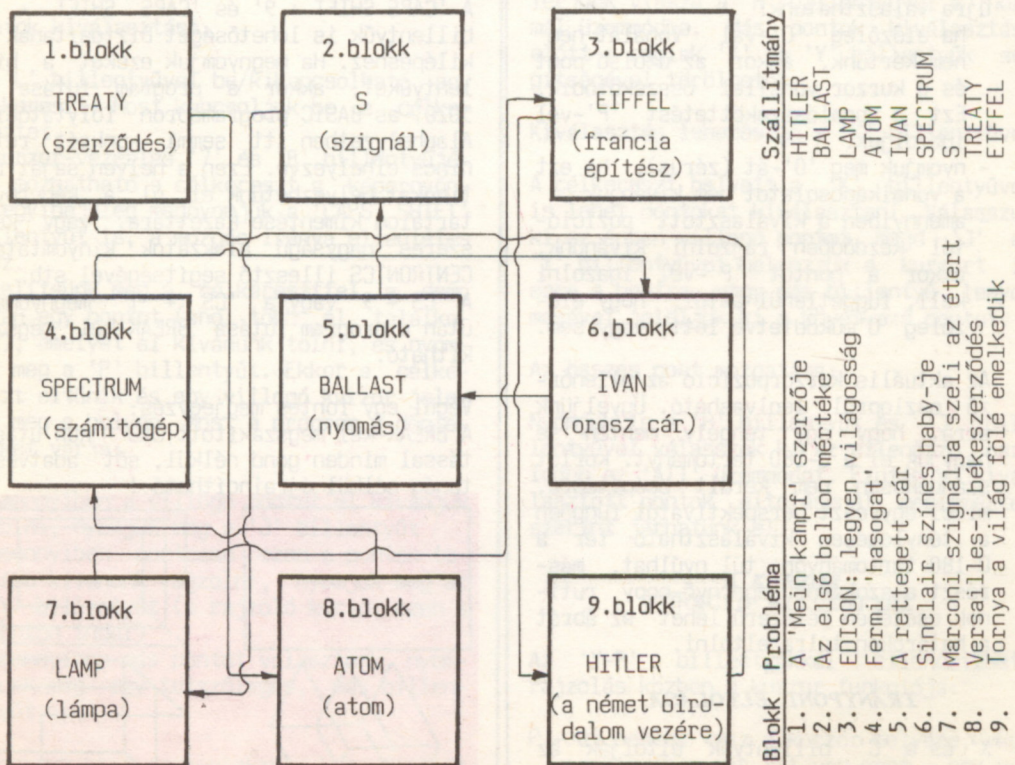 1.blokk
TREATY
(szerződés)
2.blokk
S
(szignál)
3.blokk
EIFFEL
(francia
építész)
4.blokk
SPECTRUM
(számítógép
5.blokk
BALLAST
(nyomás)
6.blokk
IVAN
(orosz cár)
7.blokk
LAMP
(lámpa)
8.blokk
ATOM
(atom)
9.blokk
HITLER
(a német biro-
dalom vezére)
Blokk Probléma Szállítmány
1. A 'Meinkampf' szerzője HITLER
2. Az első ballon mértéke BALLAST
3. EDISON: legyen világosság LAMP
4. Fermi 'hasogat' ATOM
5. A rettegett cár IVAN
6. Sinclair színes baby'je SPECTRUM
7. Marsoni szignálja:szeli az étert S
8. Versailles-i békeszerződés TREATY
9. Tornya a világ fölé emelkedik EIFFEL